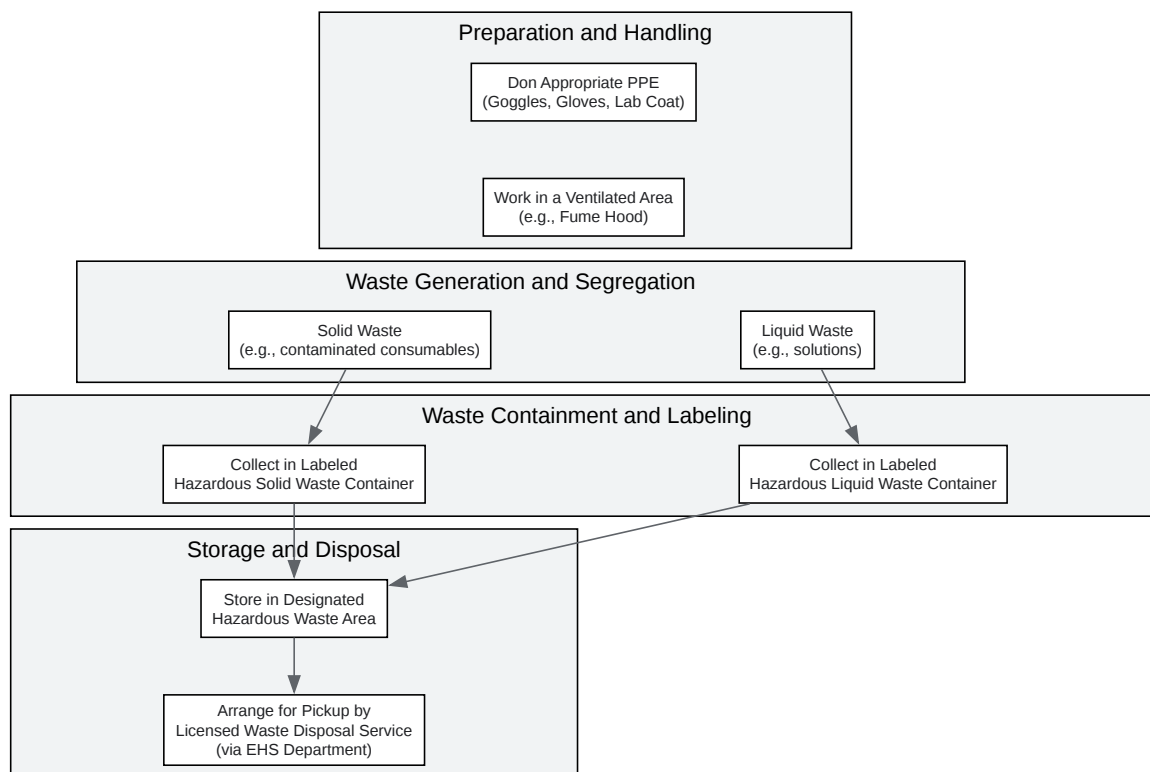 Preparation and Handling
Don Appropriate PPE
(Goggles, Gloves, Lab Coat)
Work in a Ventilated Area
(e.g., Fume Hood)
Waste Generation and Segregation
Solid Waste
(e.g., contaminated consumables)
Liquid Waste
(e.g., solutions)
Waste Containment and Labeling
Collect in Labeled
Hazardous Solid Waste Container
Collect in Labeled
Hazardous Liquid Waste Container
Storage and Disposal
Store in Designated
Hazardous Waste Area
Arrange for Pickup by
Licensed Waste Disposal Service
(via EHS Department)